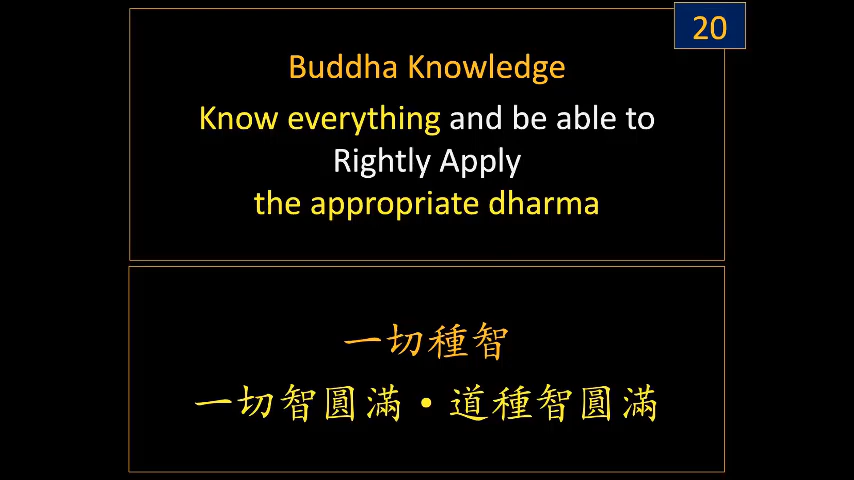 20
Buddha Knowledge
Know everything and be able to
Rightly Apply
the appropriate dharma
一切種智
一切智圓滿•道種智圓滿